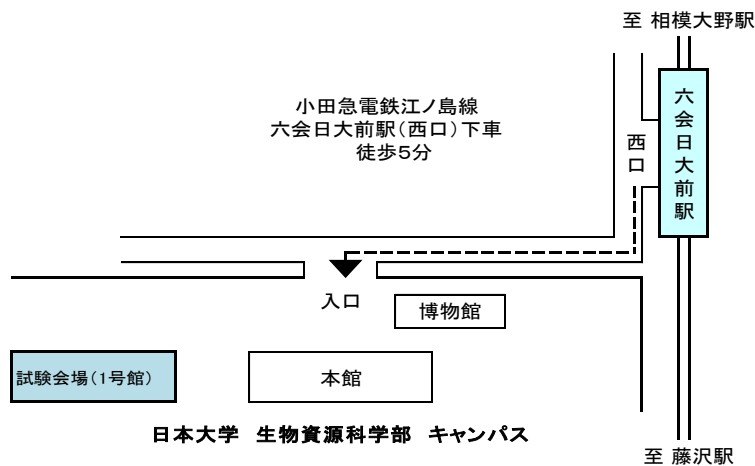 至 相模大野駅
小田急電鉄江ノ島線
六会日大前駅(西口)下車
徒歩5分
六会日大前駅
西口
入口
博物館
試験会場(1号館)
本館
日本大学 生物資源科学部 キャンパス
至 藤沢駅